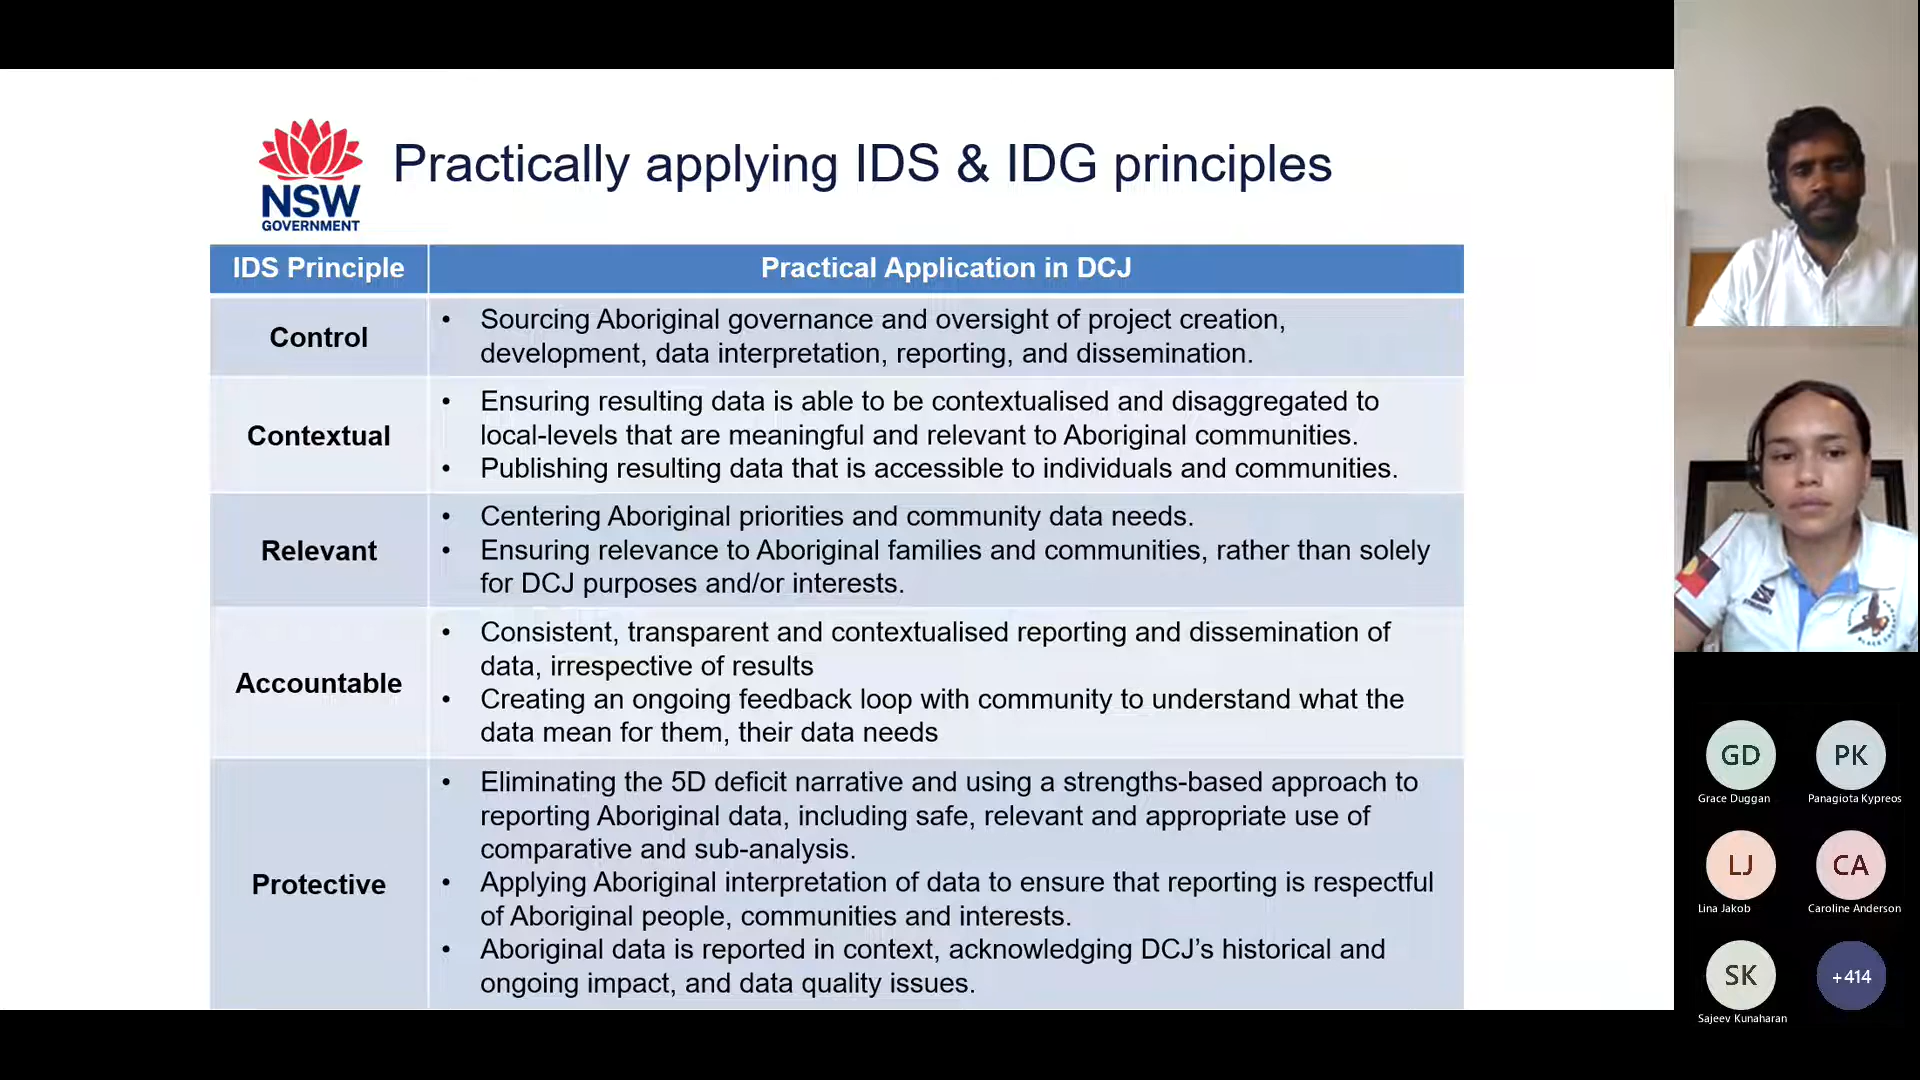 NSW
GOVERNMENT
Practically applying IDS & IDG principles
IDS Principle
Practical Application in DCJ
Control
• Sourcing Aboriginal governance and oversight of project creation,
development, data interpretation, reporting, and dissemination.
Contextual
• Ensuring resulting data is able to be contextualised and disaggregated to
local-levels that are meaningful and relevant to Aboriginal communities.
• Publishing resulting data that is accessible to individuals and communities.
Relevant
• Centering Aboriginal priorities and community data needs.
• Ensuring relevance to Aboriginal families and communities, rather than solely
for DCJ purposes and/or interests.
Accountable
• Consistent, transparent and contextualised reporting and dissemination of
data, irrespective of results
• Creating an ongoing feedback loop with community to understand what the
data mean for them, their data needs
Protective
• Eliminating the 5D deficit narrative and using a strengths-based approach to
reporting Aboriginal data, including safe, relevant and appropriate use of
comparative and sub-analysis.
• Applying Aboriginal interpretation of data to ensure that reporting is respectful
of Aboriginal people, communities and interests.
• Aboriginal data is reported in context, acknowledging DCJ’s historical and
ongoing impact, and data quality issues.
GD
Grace Duggan
PK
Panagiota Kypreos
LJ
Lina Jakob
CA
Caroline Anderson
SK
Sajeev Kunaharan
+414